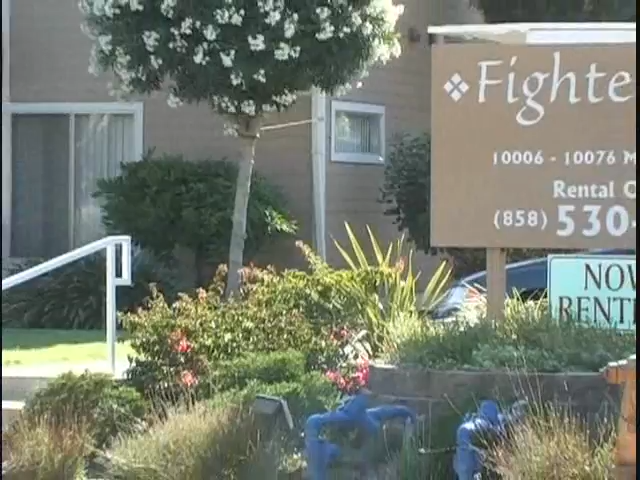 Fighte
10006 - 10076 M
Rental O
(858) 530-
NOW
RENTI